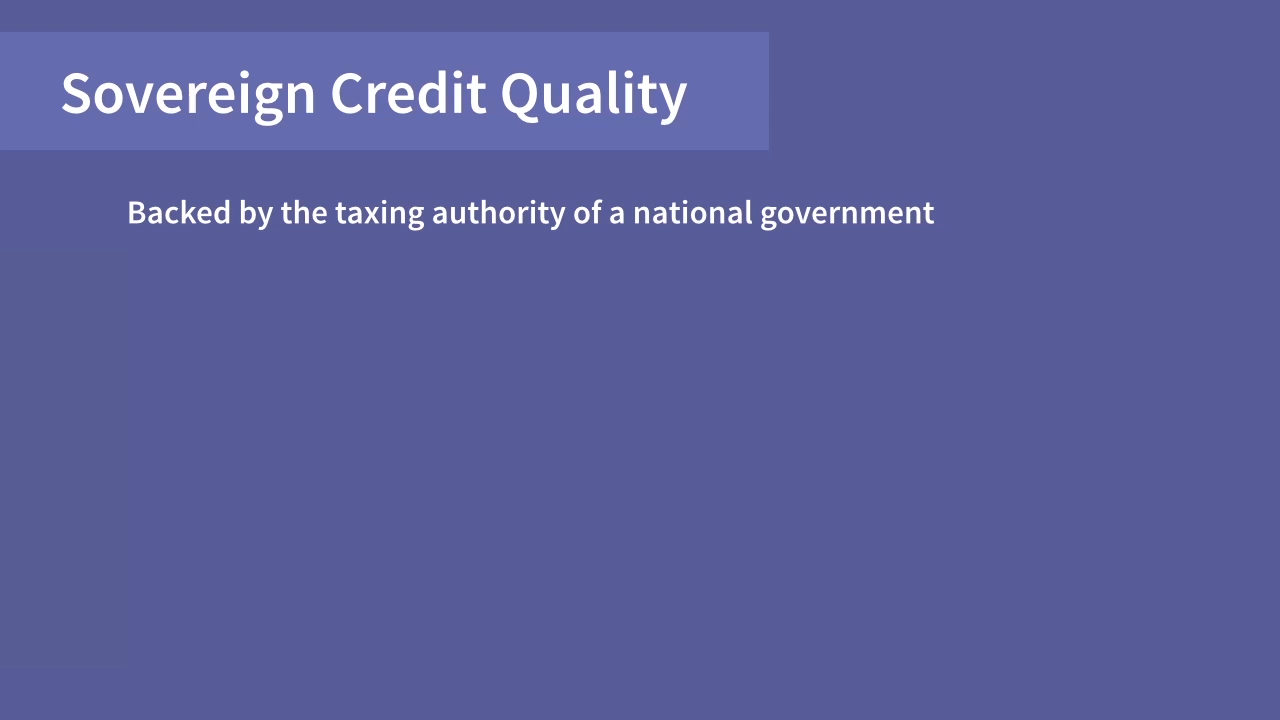 Sovereign Credit Quality
Backed by the taxing authority of a national government